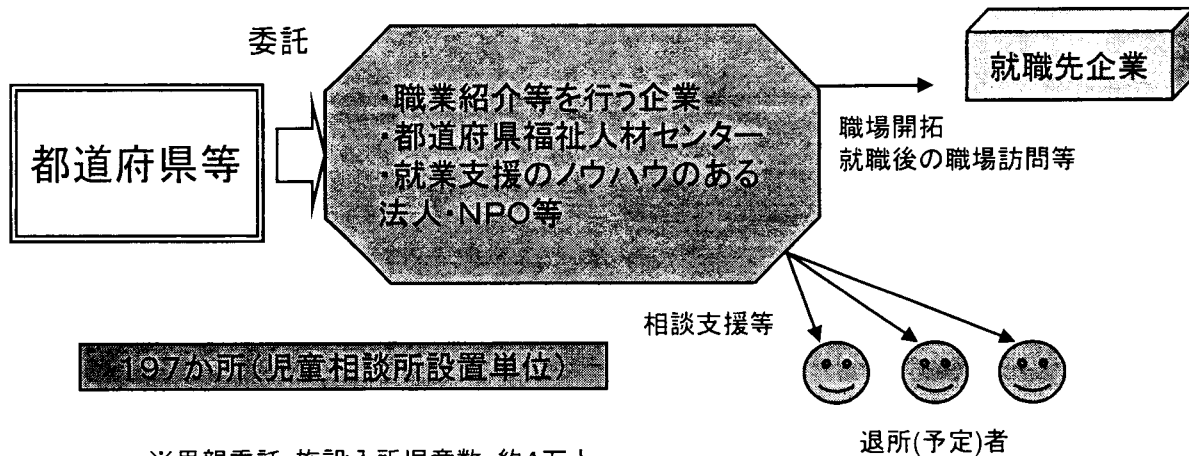 委託
都道府県等
・職業紹介等を行う企業
・都道府県福祉人材センター
・就業支援のノウハウのある
法人・NPO等
就職先企業
職場開拓
就職後の職場訪問等
相談支援等
197か所(児童相談所設置単位)
退所(予定)者